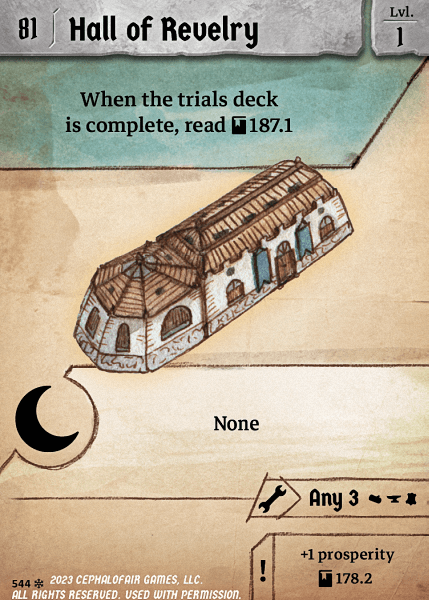 81 Hall of Revelry
Lvl.
1
When the trials deck
is complete, read 187.1
None
Any 3
+1 prosperity
! 178.2
544 2023 CEPHALOFAIR GAMES, LLC.
ALL RIGHTS RESERVED. USED WITH PERMISSION.